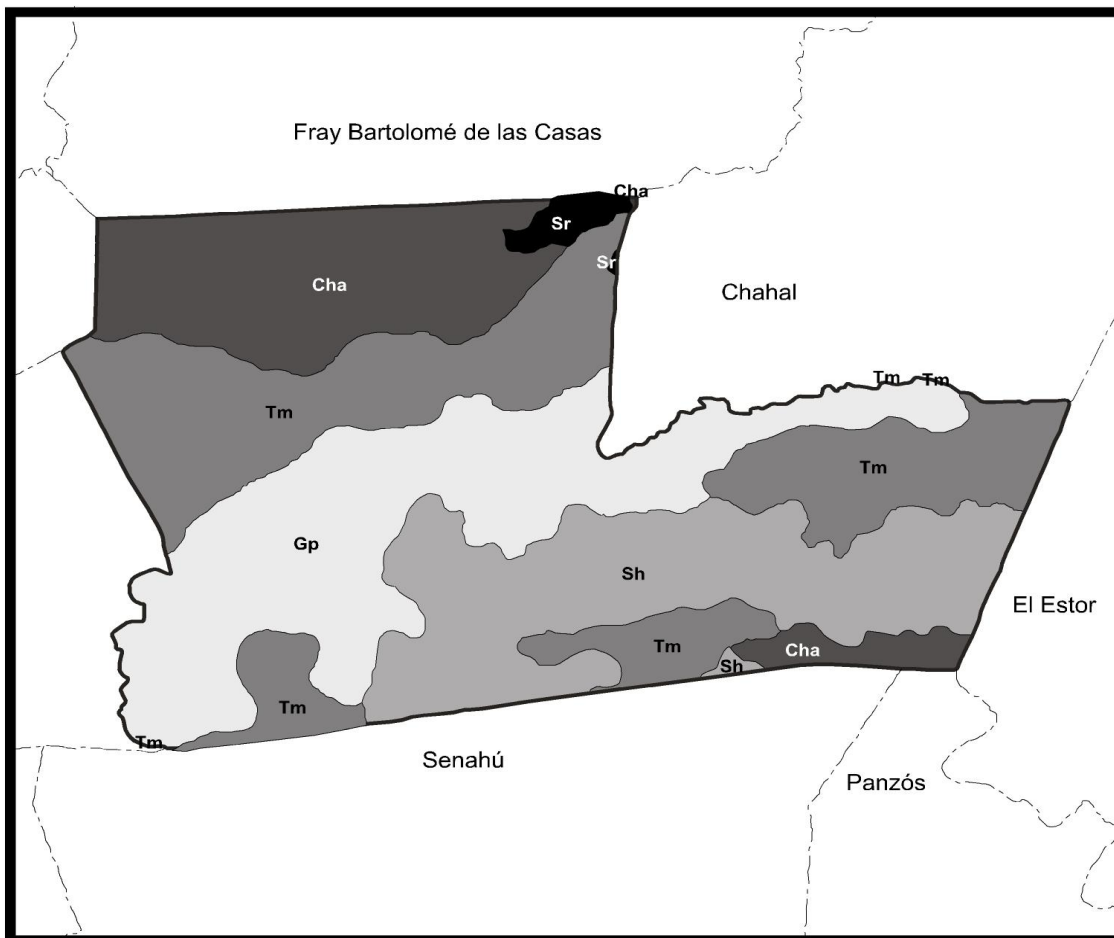 Fray Bartolomé de las Casas
Cha
Sr
Sr
Cha
Chahal
Tm
Tm
Tm
Tm
Gp
Sh
El Estor
Tm
Cha
Sh
Tm
Tm
Senahú
Panzós